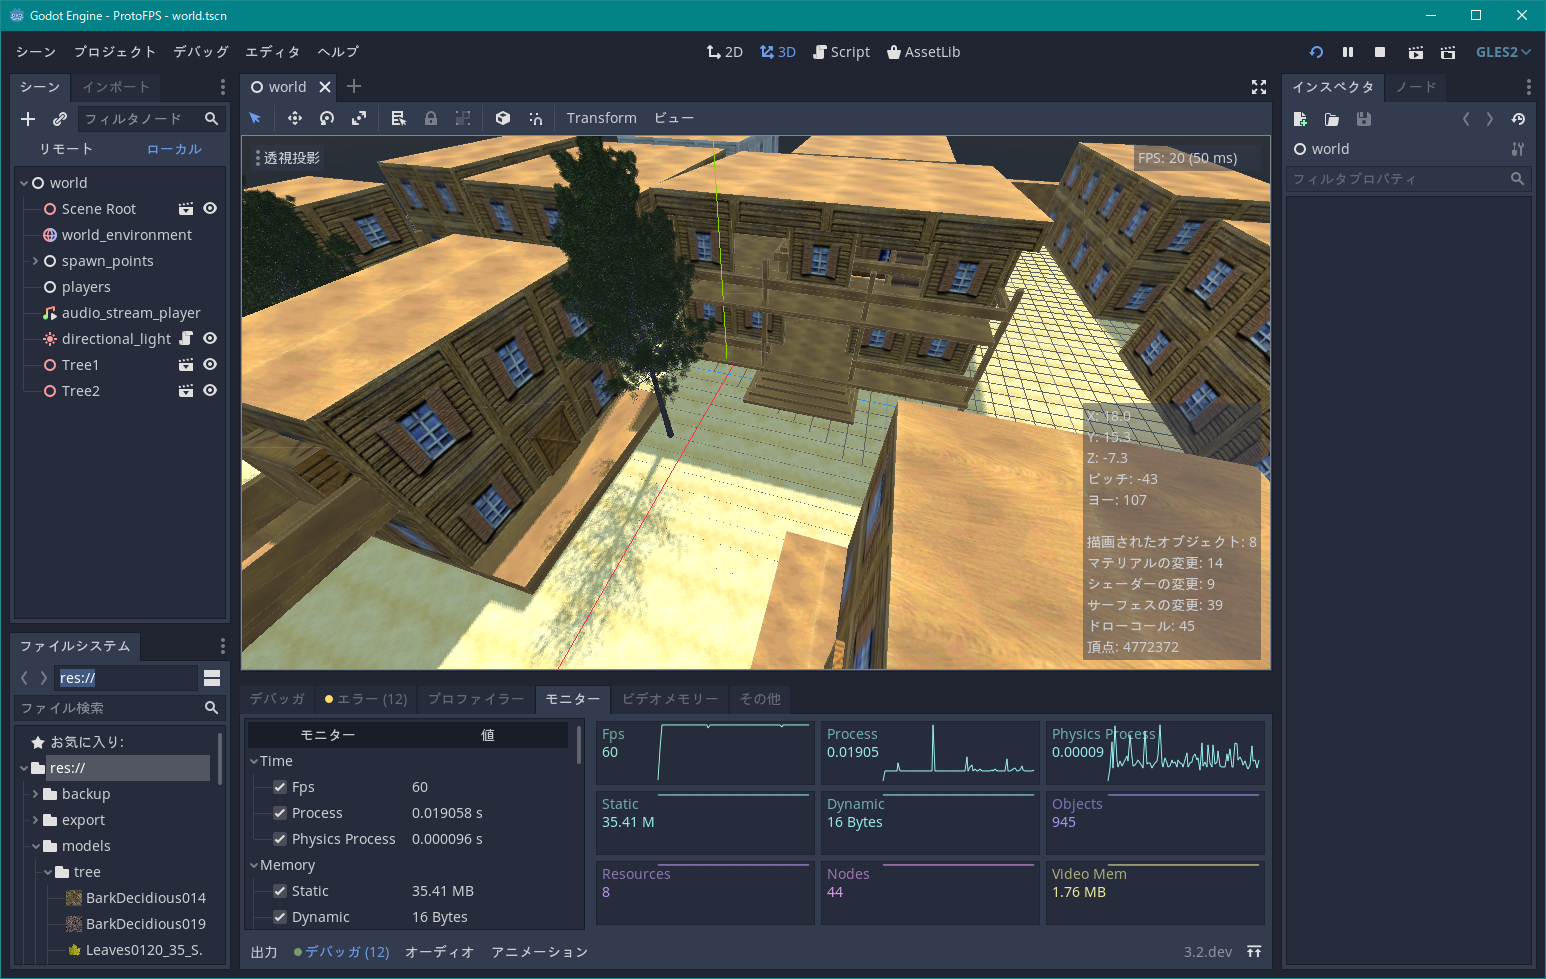 Godot Engine - ProtoFPS - world.tscn
シーン プロジェクト デバッグ エディタ ヘルプ
2D 3D Script AssetLib
GLES2
シーン インポート
world
インスペクタ ノード
フィルタノード
Transform ビュー
リモート ローカル
world
フィルタプロパティ
world
Scene Root
world_environment
spawn_points
players
audio_stream_player
directional_light
Tree1
Tree2
透視投影
FPS: 20 (50 ms)
X: 18.0
Y: 15.3
Z: -7.3
ピッチ: -43
ヨー: 107
描画されたオブジェクト: 8
マテリアルの変更: 14
シェーダーの変更: 9
サーフェスの変更: 39
ドローコール: 45
頂点: 4772372
ファイルシステム
res://
ファイル検索
お気に入り:
res://
backup
export
models
tree
BarkDecidious014
BarkDecidious019
Leaves0120_35_S.
デバッガ エラー (12) プロファイラー モニター ビデオメモリー その他
モニター 値
Time
Fps 60
Process 0.019058 s
Physics Process 0.000096 s
Memory
Static 35.41 MB
Dynamic 16 Bytes
Fps
60
Process
0.01905
Physics Process
0.00009
Static
35.41 M
Dynamic
16 Bytes
Objects
945
Resources
8
Nodes
44
Video Mem
1.76 MB
出力 デバッガ (12) オーディオ アニメーション
3.2.dev